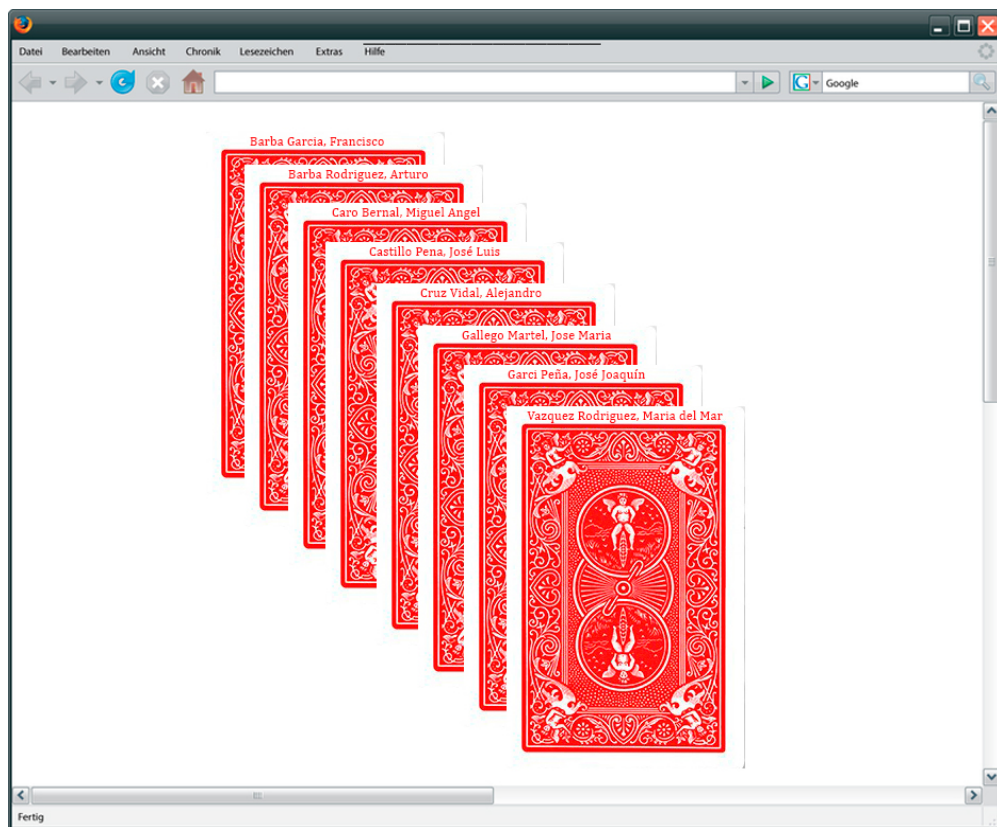 Datei Bearbeiten Ansicht Chronik Lesezeichen Extras Hilfe
G Google
Barba Garcia, Francisco
Barba Rodriguez, Arturo
Caro Bernal, Miguel Angel
Castillo Pena, José Luis
Cruz Vidal, Alejandro
Gallego Martel, Jose Maria
Garci Peña, José Joaquín
Vazquez Rodriguez, Maria del Mar
Fertig